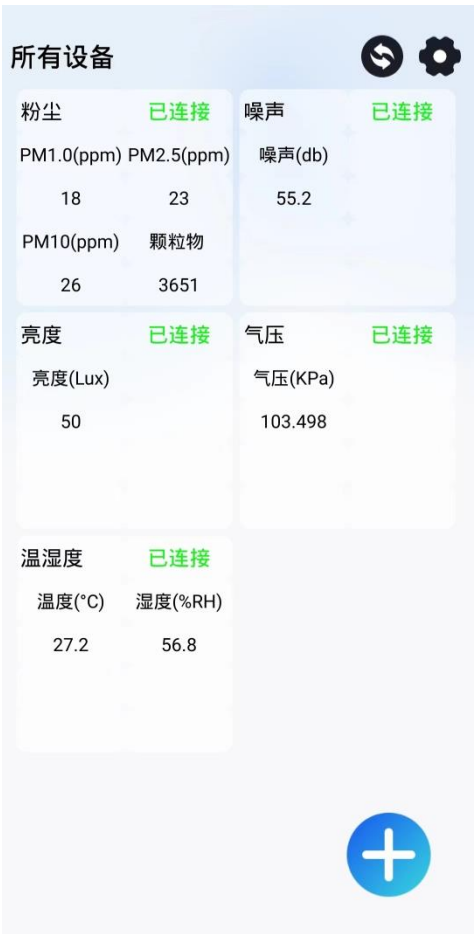 所有设备
粉尘 已连接
PM1.0(ppm) PM2.5(ppm)
18 23
PM10(ppm) 颗粒物
26 3651
噪声 已连接
噪声(db)
55.2
亮度 已连接
亮度(Lux)
50
气压 已连接
气压(KPa)
103.498
温湿度 已连接
温度(°C) 湿度(%RH)
27.2 56.8